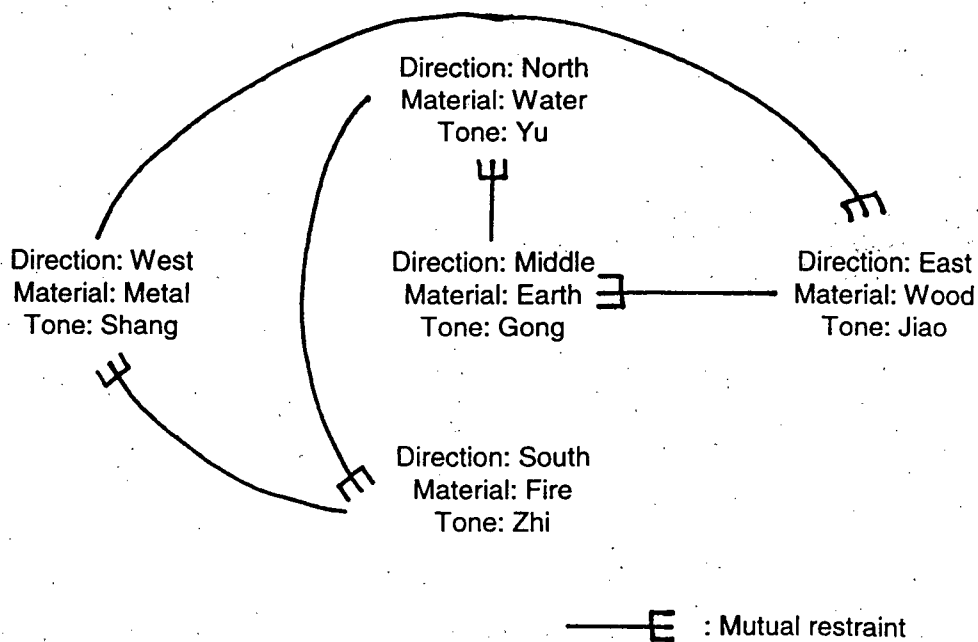 Direction: North
Material: Water
Tone: Yu
Direction: West
Material: Metal
Tone: Shang
Direction: Middle
Material: Earth
Tone: Gong
Direction: East
Material: Wood
Tone: Jiao
Direction: South
Material: Fire
Tone: Zhi
: Mutual restraint